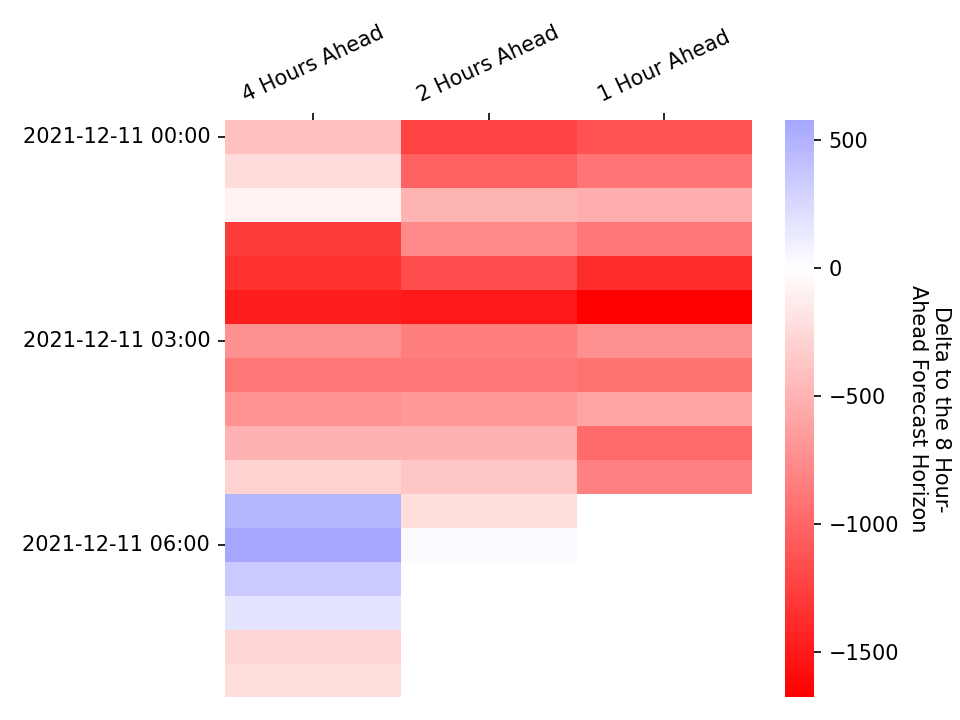 4 Hours Ahead
2 Hours Ahead
1 Hour Ahead
2021-12-11 00:00
2021-12-11 03:00
2021-12-11 06:00
500
0
−500
−1000
−1500
Delta to the 8 Hour-
Ahead Forecast Horizon